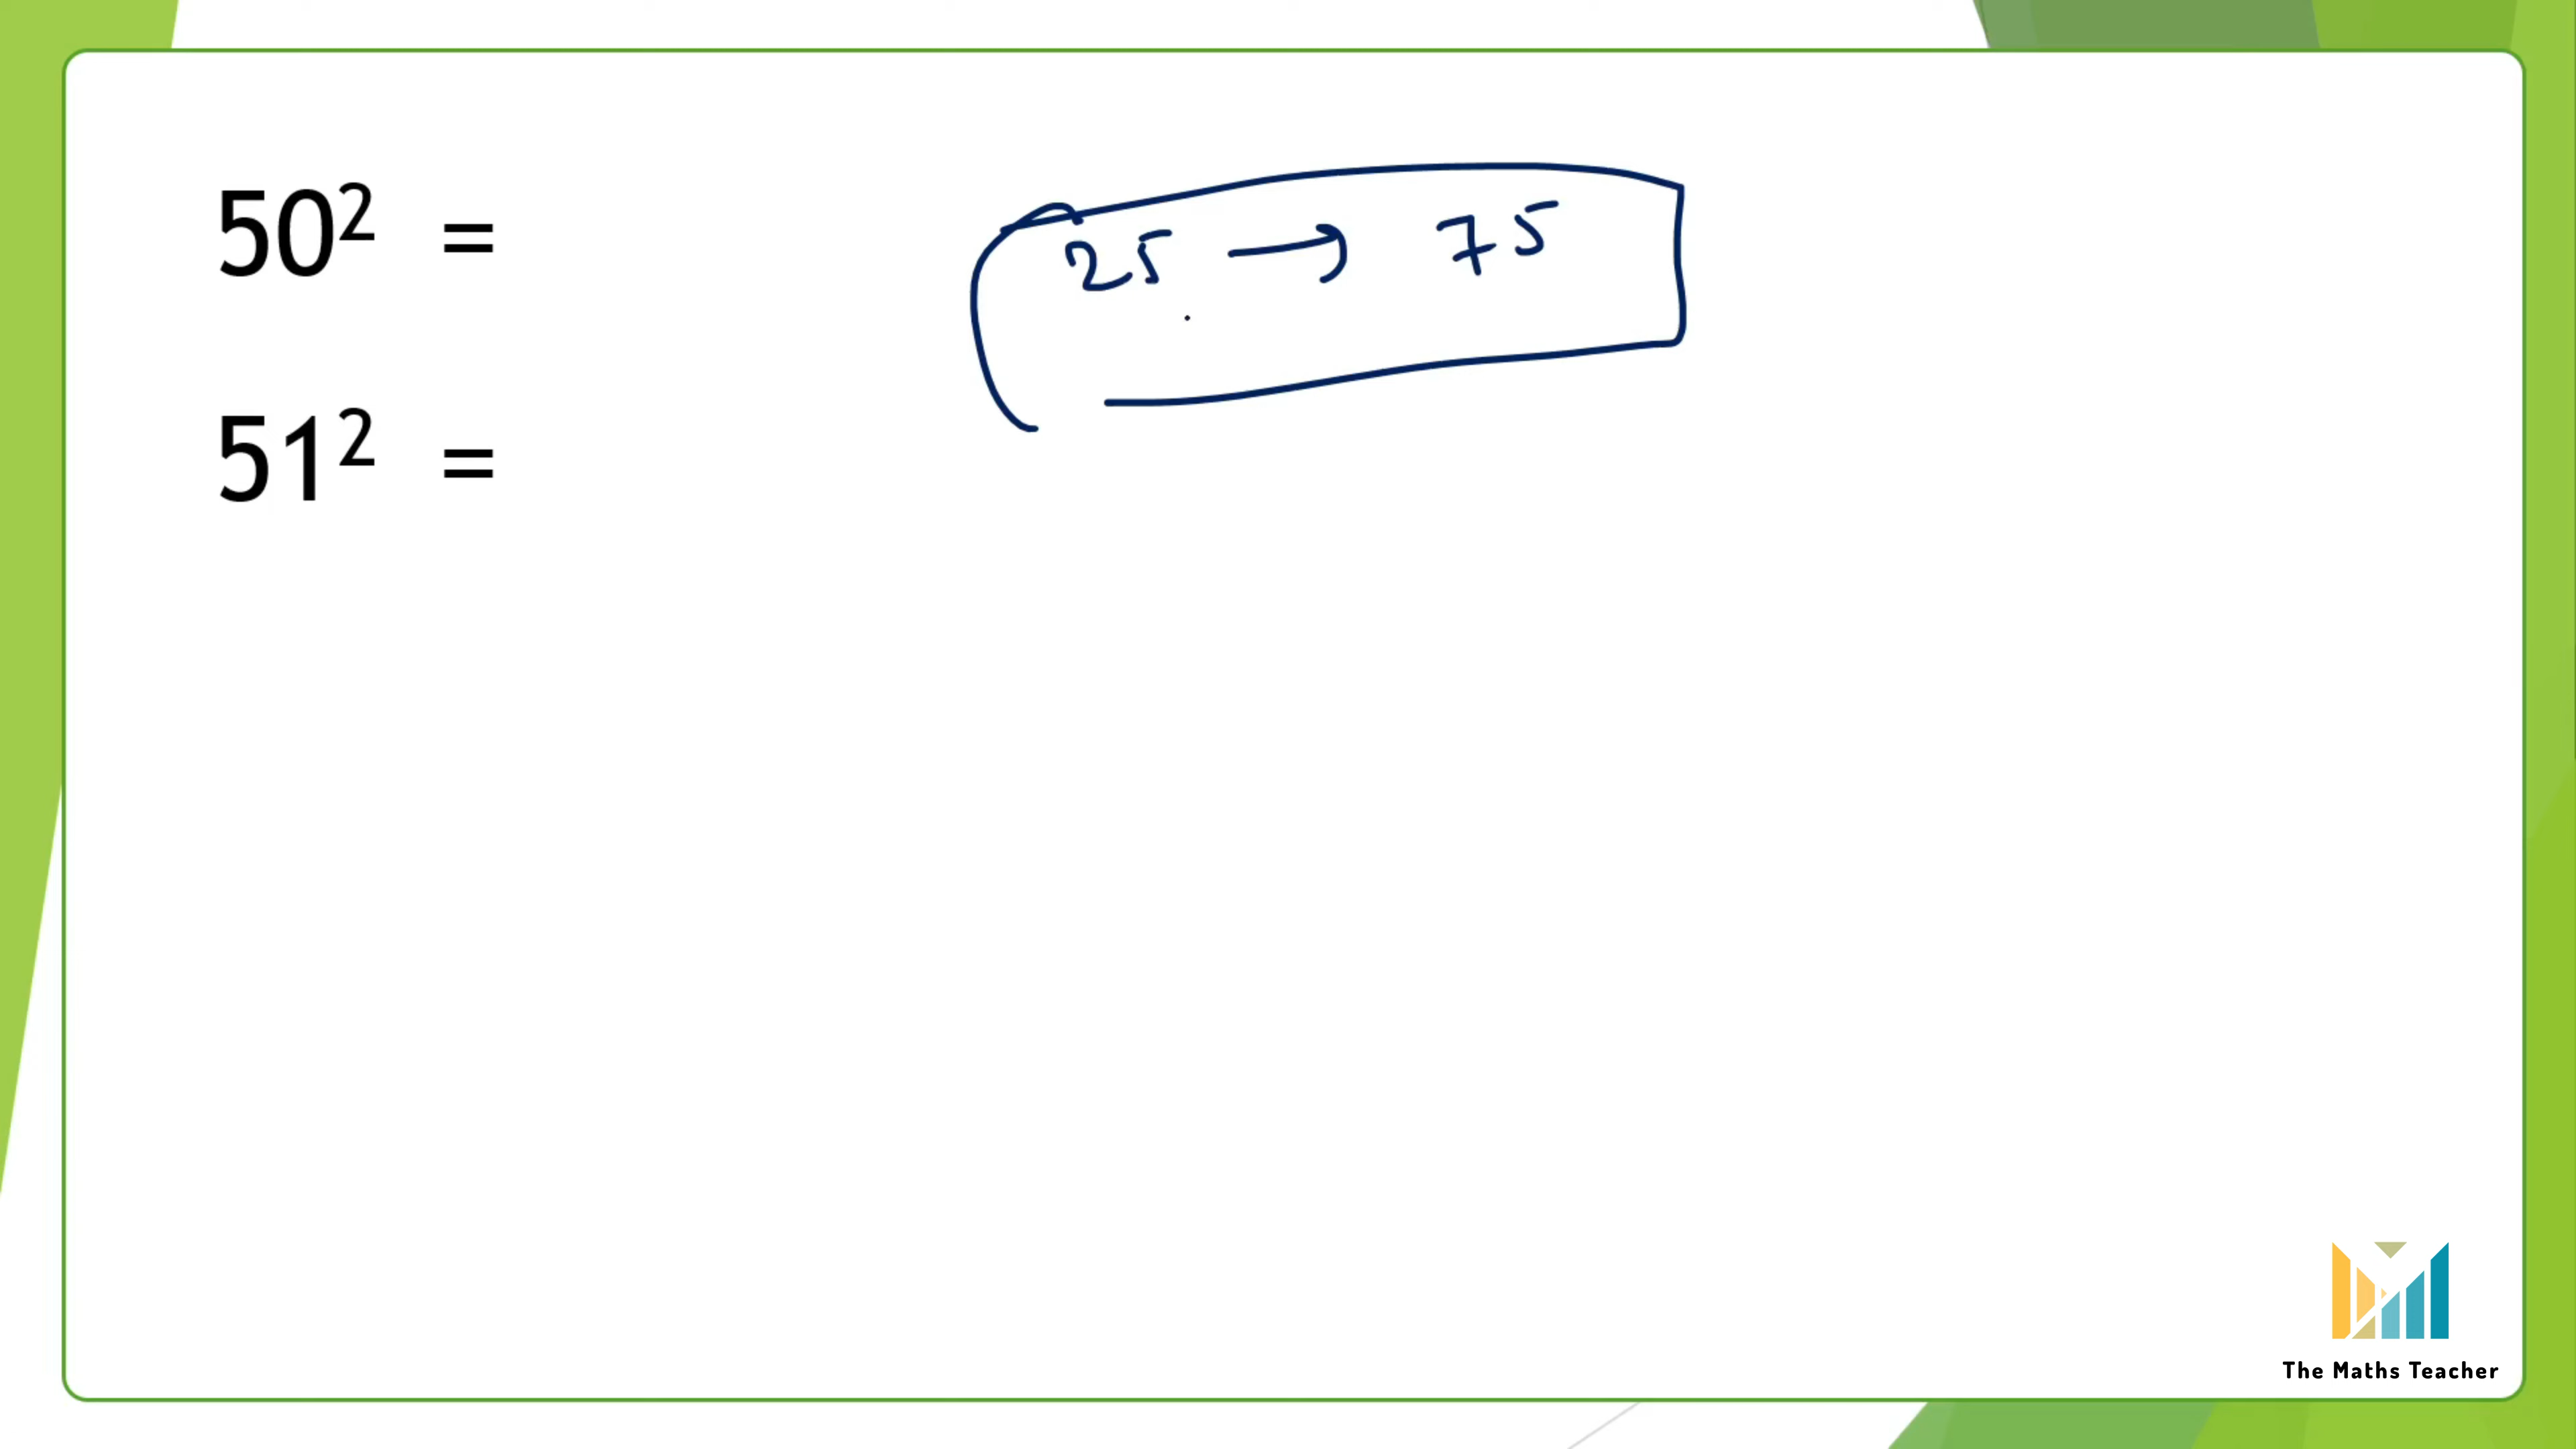 50² =
25 → 75
51² =
The Maths Teacher